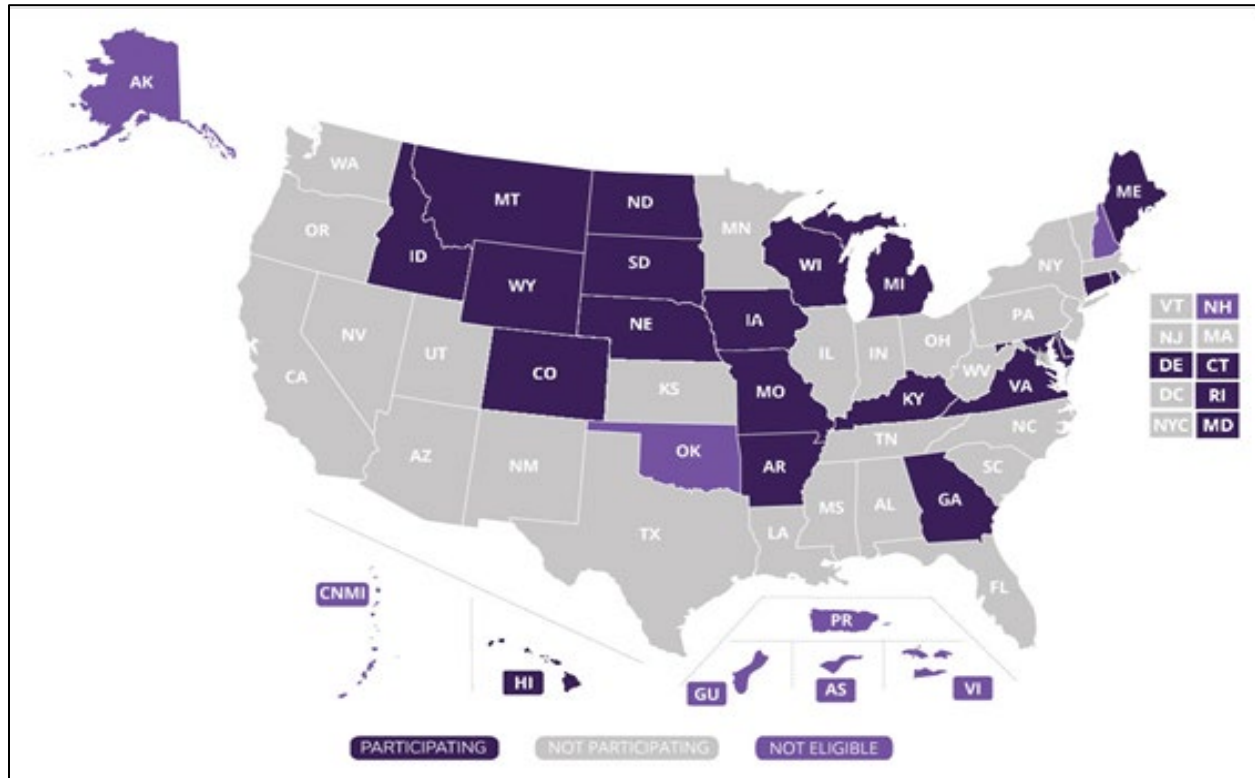 AK
WA
MT
ND
MN
ME
OR
ID
SD
WI
NY
WY
MI
NE
IA
PA
VT NH
NV
UT
IL
IN
OH
NJ MA
CA
CO
KS
MO
WV
VA
DE CT
KY
DC RI
AZ
NM
OK
AR
TN
NC
NYC MD
SC
MS
AL
GA
TX
LA
FL
CNMI
PR
HI
GU
AS
VI
PARTICIPATING NOT PARTICIPATING NOT ELIGIBLE